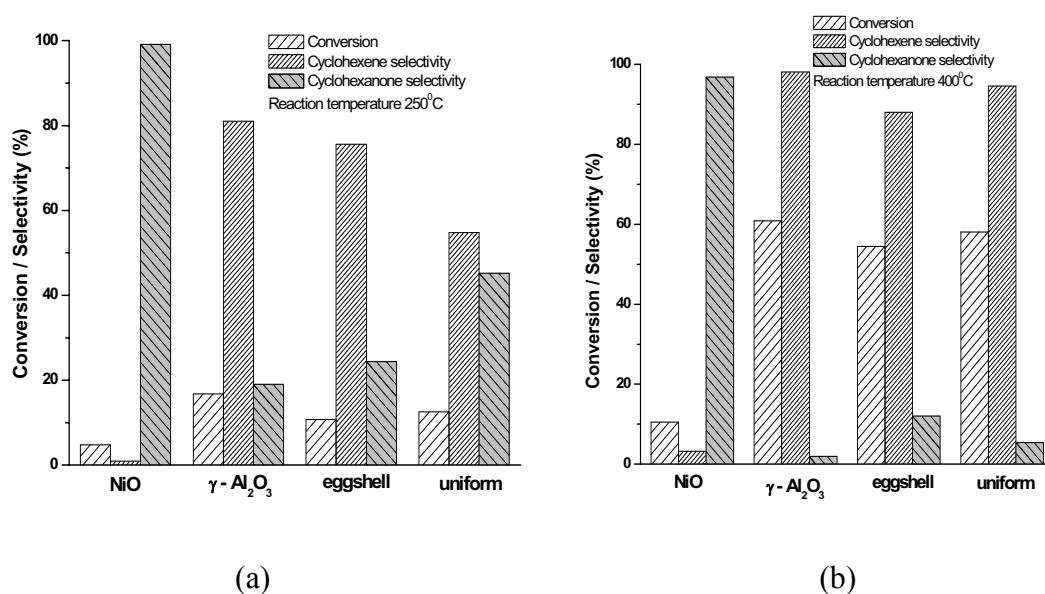 Conversion / Selectivity (%)
100
80
60
40
20
0
Conversion
Cyclohexene selectivity
Cyclohexanone selectivity
Reaction temperature 250⁰C
NiO
γ - Al₂O₃
eggshell
uniform
(a)
Conversion / Selectivity (%)
100
80
60
40
20
0
Conversion
Cyclohexene selectivity
Cyclohexanone selectivity
Reaction temperature 400⁰C
NiO
γ - Al₂O₃
eggshell
uniform
(b)